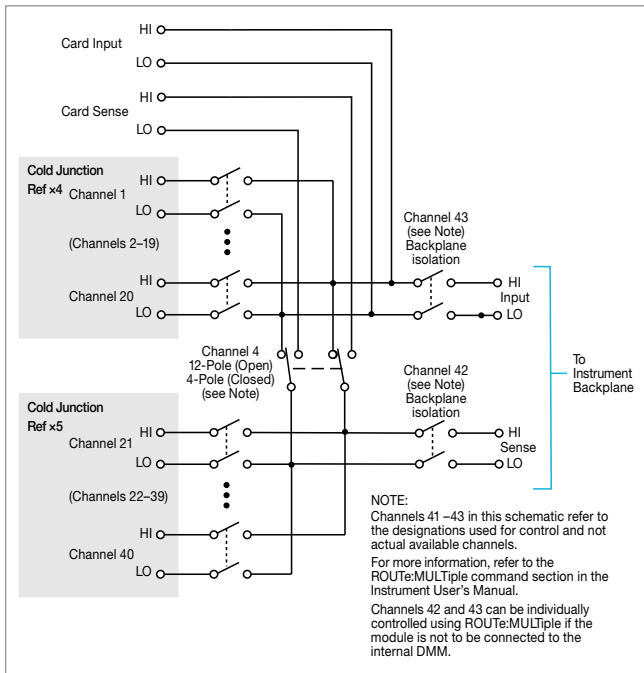 HI
Card Input
LO
HI
Card Sense
LO
Cold Junction
Ref ×4
HI
Channel 1
LO
(Channels 2–19)
HI
Channel 20
LO
Channel 43
(see Note)
Backplane
isolation
HI
Input
LO
Channel 4
12-Pole (Open)
4-Pole (Closed)
(see Note)
Channel 42
(see Note)
Backplane
isolation
To
Instrument
Backplane
Cold Junction
Ref ×5
HI
Channel 21
LO
(Channels 22–39)
HI
Channel 40
LO
HI
Sense
LO
NOTE:
Channels 41 –43 in this schematic refer to
the designations used for control and not
actual available channels.
For more information, refer to the
ROUTe:MULTiple command section in the
Instrument User's Manual.
Channels 42 and 43 can be individually
controlled using ROUTe:MULTiple if the
module is not to be connected to the
internal DMM.